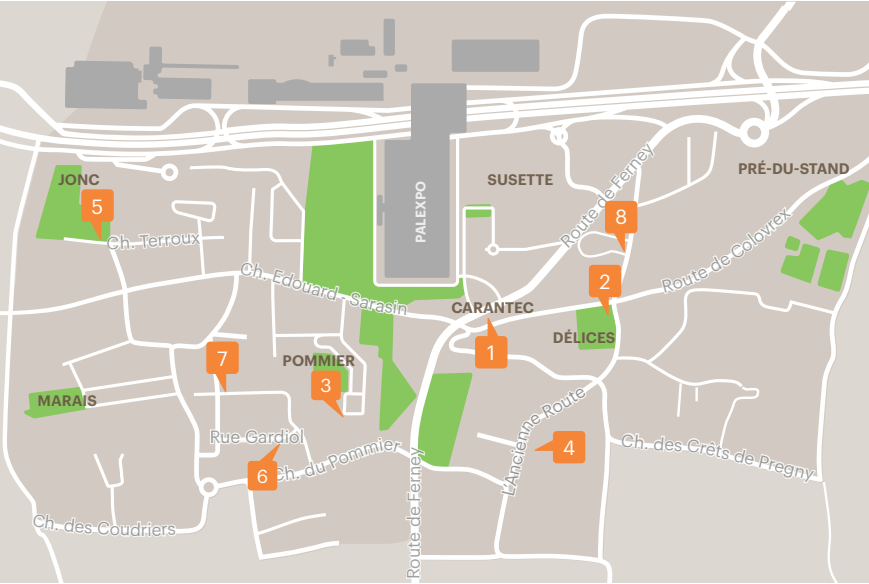 PRÉ-DU-STAND
JONC
SUSETTE
PALEXPO
Route de Ferney
5
8
Ch. Terroux
Route de Colovrex
Ch. Edouard - Sarasin
2
CARANTEC
DÉLICES
1
7
POMMIER
3
MARAIS
L'Ancienne Route
Rue Gardiol
4
Ch. des Crêts de Pregny
6
Ch. du Pommier
Route de Ferney
Ch. des Coudriers